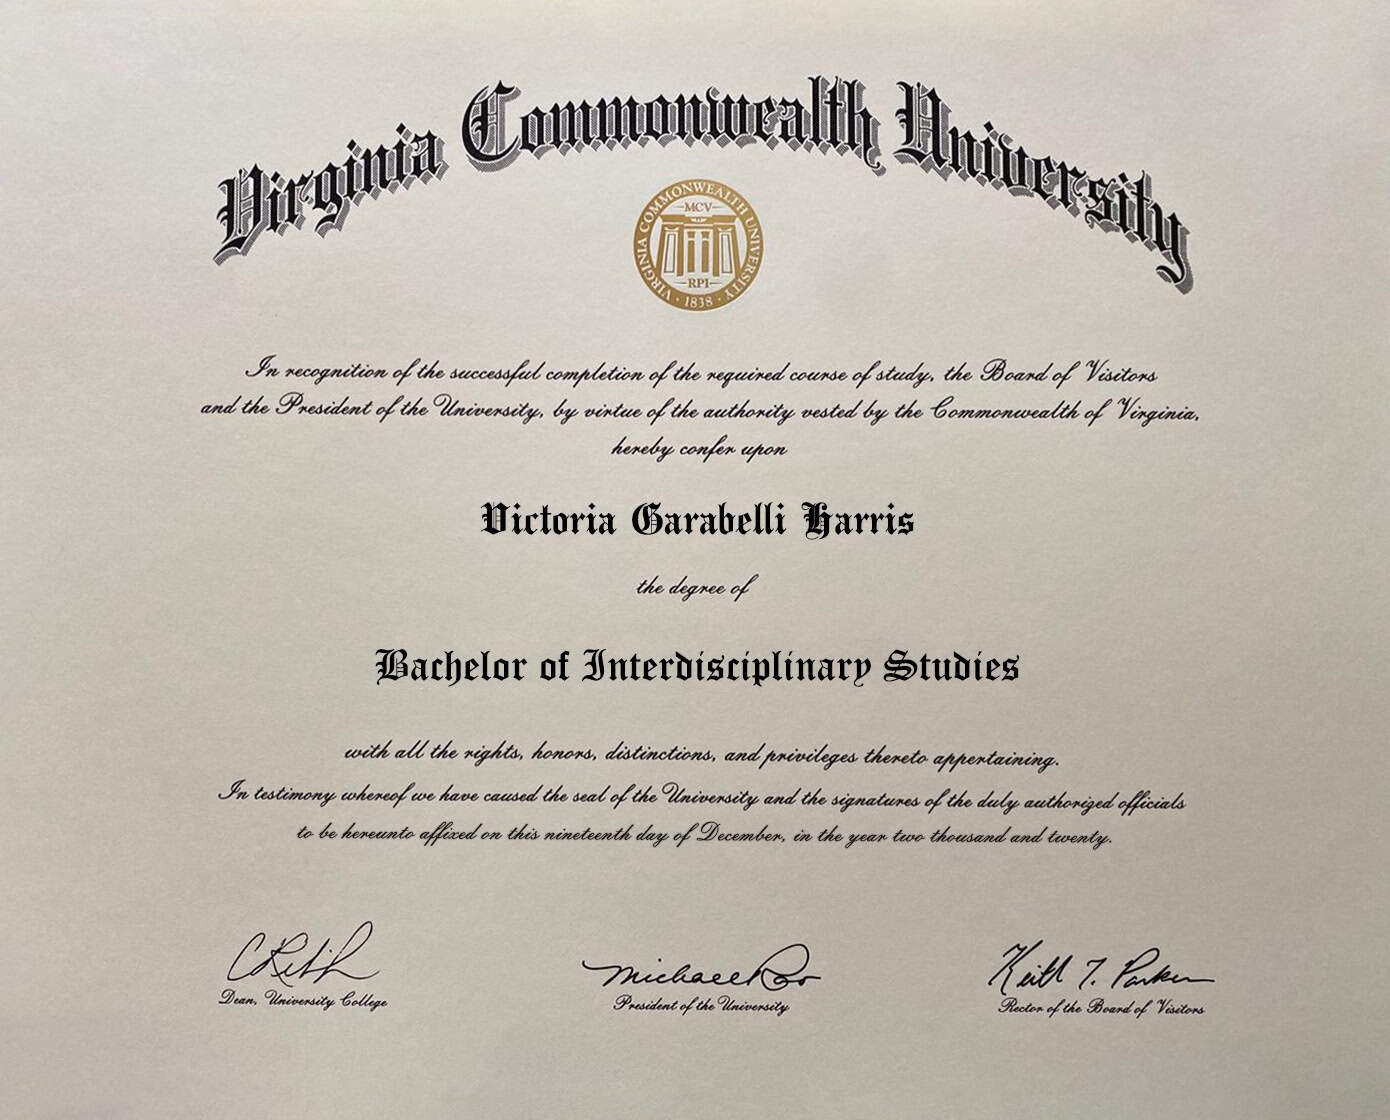 Virginia Commonwealth University
VIRGINIA COMMONWEALTH UNIVERSITY
MCV
RPI
· 1838 ·
In recognition of the successful completion of the required course of study, the Board of Visitors
and the President of the University, by virtue of the authority vested by the Commonwealth of Virginia,
hereby confer upon
Victoria Garabelli Harris
the degree of
Bachelor of Interdisciplinary Studies
with all the rights, honors, distinctions, and privileges thereto appertaining.
In testimony whereof we have caused the seal of the University and the signatures of the duly authorized officials
to be hereunto affixed on this nineteenth day of December, in the year two thousand and twenty.
Michael Rao Keith T. Parker
Dean, University College President of the University Rector of the Board of Visitors